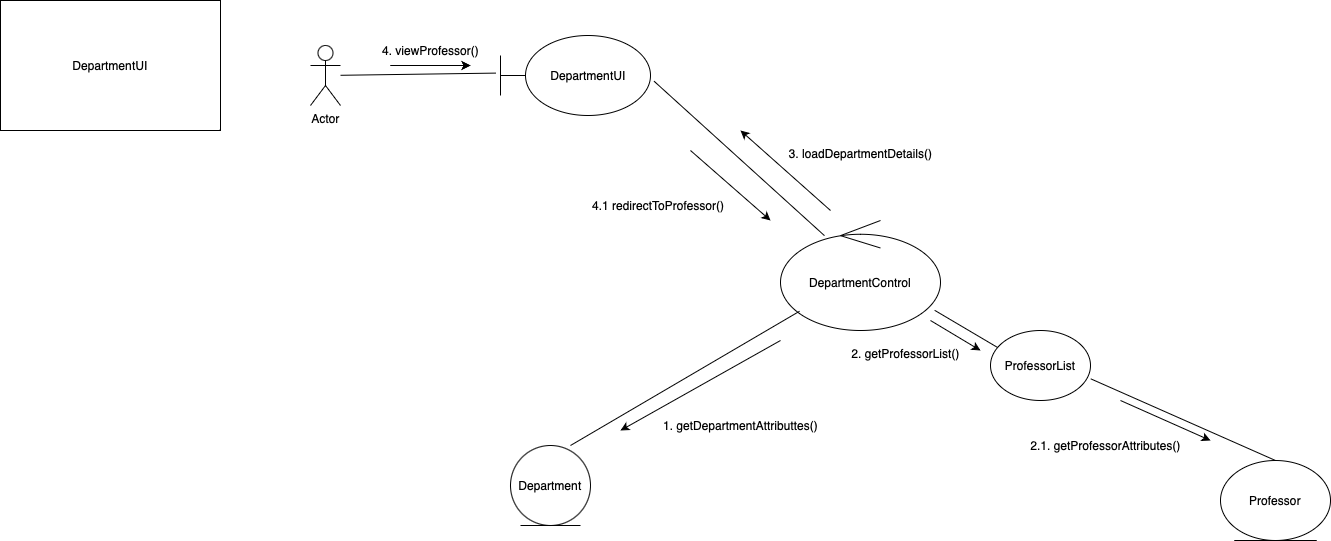 4. viewProfessor()
DepartmentUI
DepartmentUI
Actor
3. loadDepartmentDetails()
4.1 redirectToProfessor()
DepartmentControl
2. getProfessorList()
ProfessorList
1. getDepartmentAttributtes()
2.1. getProfessorAttributes()
Department
Professor